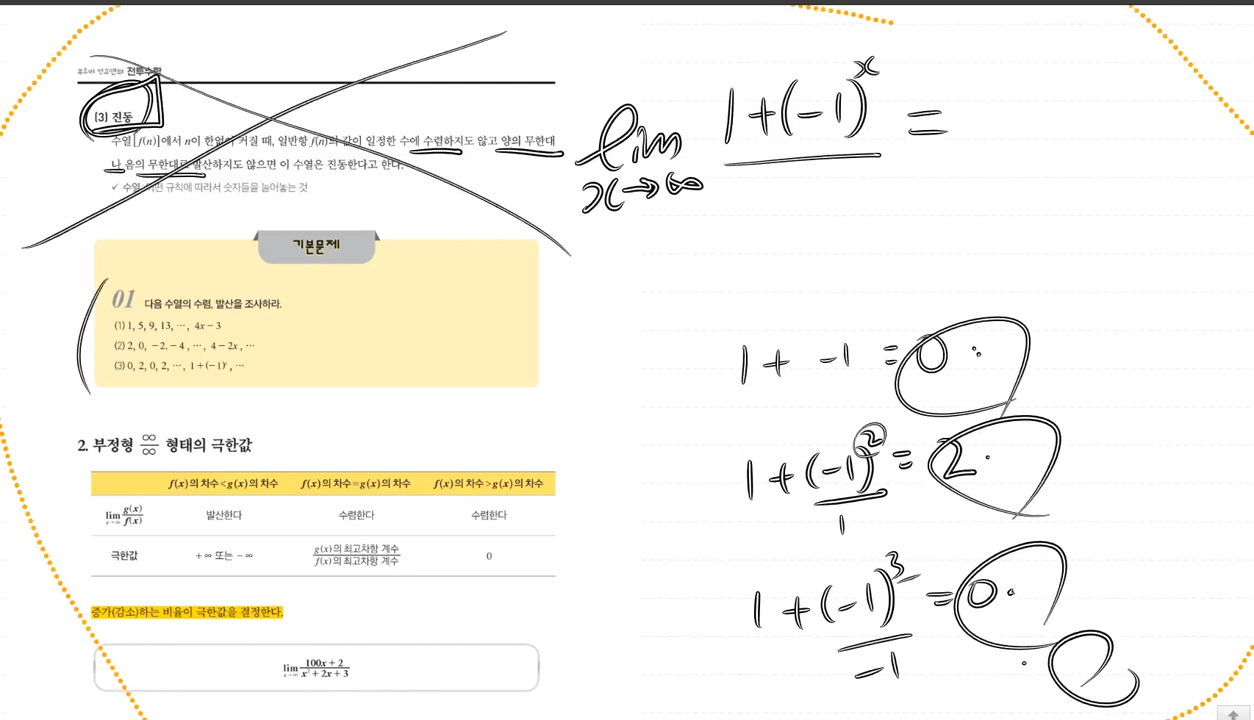 전투수학
(3) 진동
수열 [f(n)]에서 n이 한없이 커질 때, 일반항 f(n)의 값이 일정한 수에 수렴하지도 않고 양의 무한대
나 음의 무한대로 발산하지도 않으면 이 수열은 진동한다고 한다.
✓ 수열 어떤 규칙에 따라서 숫자들을 늘어놓는 것
기본문제
01 다음 수열의 수렴, 발산을 조사하라.
(1) 1, 5, 9, 13, ⋯, 4x−3
(2) 2, 0, −2, −4, ⋯, 4−2x, ⋯
(3) 0, 2, 0, 2, ⋯, 1+(−1)^x, ⋯
2. 부정형 ∞/∞ 형태의 극한값
f(x)의 차수<g(x)의 차수 f(x)의 차수=g(x)의 차수 f(x)의 차수>g(x)의 차수
lim x→∞ g(x)/f(x) 발산한다 수렴한다 수렴한다
극한값 +∞ 또는 −∞ g(x)의 최고차항 계수/f(x)의 최고차항 계수 0
증가(감소)하는 비율이 극한값을 결정한다.
lim x→∞ (100x+2)/(x²+2x+3)
lim x→∞ 1+(-1)^x =
1 + -1 = 0
1 + (-1)^2 = 2
1
1 + (-1)^3 = 0
-1